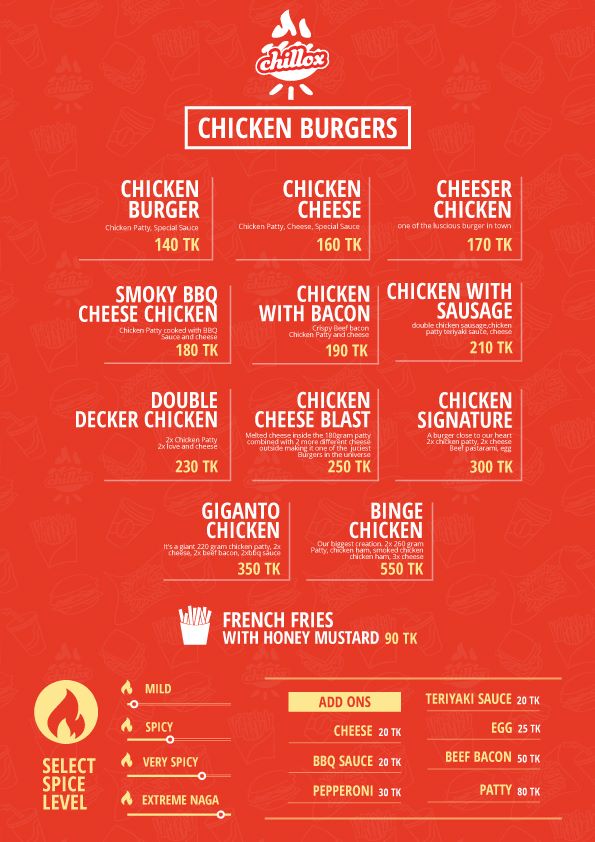 chillox
CHICKEN BURGERS
CHICKEN
BURGER
Chicken Patty, Special Sauce
140 TK
CHICKEN
CHEESE
Chicken Patty, Cheese, Special Sauce
160 TK
CHEESER
CHICKEN
one of the luscious burger in town
170 TK
SMOKY BBQ
CHEESE CHICKEN
Chicken Patty cooked with BBQ
Sauce and cheese
180 TK
CHICKEN
WITH BACON
Crispy Beef bacon
Chicken Patty and cheese
190 TK
CHICKEN WITH
SAUSAGE
double chicken sausage,chicken
patty teriyaki sauce, cheese
210 TK
DOUBLE
DECKER CHICKEN
2x Chicken Patty
2x love and cheese
230 TK
CHICKEN
CHEESE BLAST
Melted cheese inside the 180gram patty
combined with 2 more different cheese
outside making it one of the juciest
Burgers in the universe
250 TK
CHICKEN
SIGNATURE
A burger close to our heart
2x chicken patty, 2x cheese
Beef pastarami, egg
300 TK
GIGANTO
CHICKEN
It's a giant 220 gram chicken patty, 2x
cheese, 2x beef bacon, 2xbbq sauce
350 TK
BINGE
CHICKEN
Our biggest creation. 2x 260 gram
Patty, chicken ham, smoked chicken
chicken ham, 3x cheese
550 TK
FRENCH FRIES
WITH HONEY MUSTARD 90 TK
SELECT
SPICE
LEVEL
MILD
SPICY
VERY SPICY
EXTREME NAGA
ADD ONS
CHEESE 20 TK
BBQ SAUCE 20 TK
PEPPERONI 30 TK
TERIYAKI SAUCE 20 TK
EGG 25 TK
BEEF BACON 50 TK
PATTY 80 TK